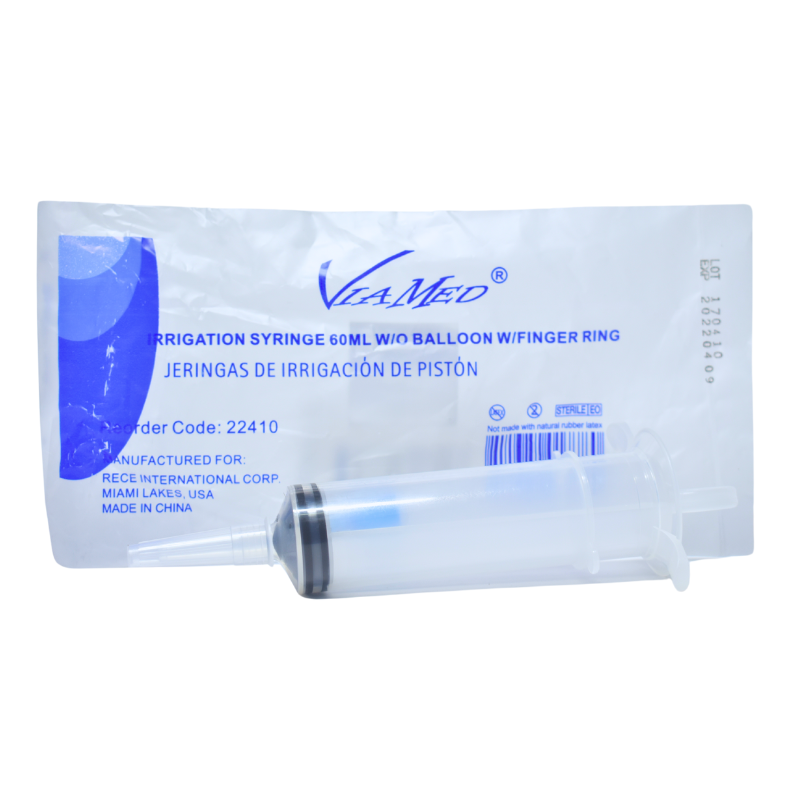 VIAMED®
IRRIGATION SYRINGE 60ML W/O BALLOON W/FINGER RING
JERINGAS DE IRRIGACIÓN DE PISTÓN
Reorder Code: 22410
MANUFACTURED FOR:
RECE INTERNATIONAL CORP.
MIAMI LAKES, USA
MADE IN CHINA
STERILE EO
Not made with natural rubber latex
LOT 170410
EXP 20220409